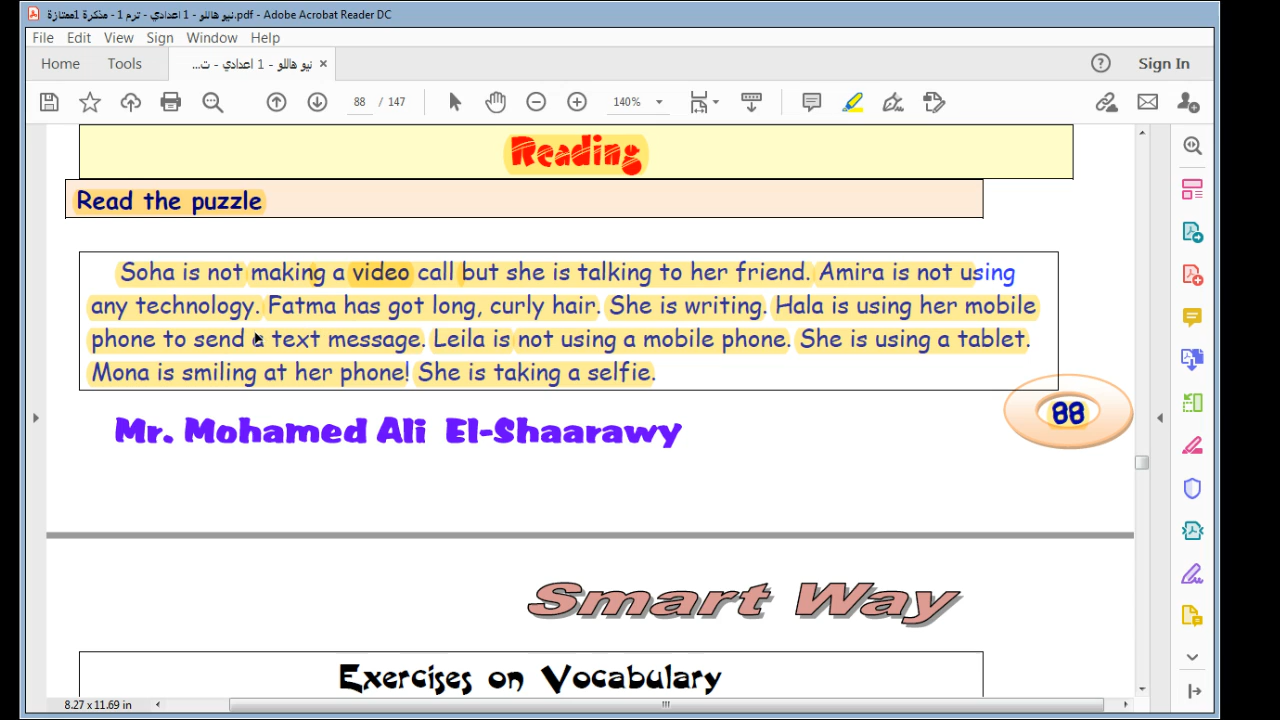 نيو هاللو - 1 اعدادي - ترم 1 - مذكرة 1ممتازة.pdf - Adobe Acrobat Reader DC
File Edit View Sign Window Help
Home Tools نيو هاللو - 1 اعدادي - ت... × Sign In
88 / 147 140%
Reading
Read the puzzle
Soha is not making a video call but she is talking to her friend. Amira is not using
any technology. Fatma has got long, curly hair. She is writing. Hala is using her mobile
phone to send a text message. Leila is not using a mobile phone. She is using a tablet.
Mona is smiling at her phone! She is taking a selfie.
88
Mr. Mohamed Ali El-Shaarawy
Smart Way
Exercises on Vocabulary
8.27 x 11.69 in